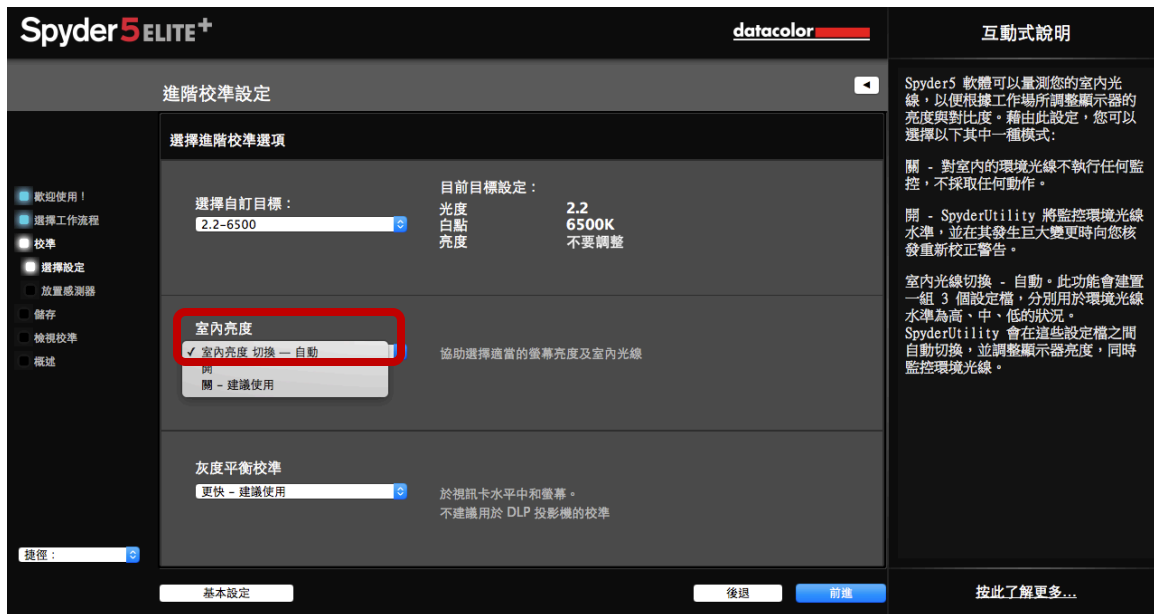 Spyder5ELITE+
datacolor
互動式說明
進階校準設定
選擇進階校準選項
歡迎使用！
選擇工作流程
校準
選擇設定
放置感測器
儲存
檢視校準
概述
捷徑：
選擇自訂目標：
2.2-6500
目前目標設定：
光度 2.2
白點 6500K
亮度 不要調整
室內亮度
✓ 室內亮度 切換 — 自動
開
關 - 建議使用
協助選擇適當的螢幕亮度及室內光線
灰度平衡校準
更快 - 建議使用
於視訊卡水平中和螢幕。
不建議用於 DLP 投影機的校準
基本設定
後退
前進
Spyder5 軟體可以量測您的室內光
線，以便根據工作場所調整顯示器的
亮度與對比度。藉由此設定，您可以
選擇以下其中一種模式:
關 - 對室內的環境光線不執行任何監
控，不採取任何動作。
開 - SpyderUtility 將監控環境光線
水準，並在其發生巨大變更時向您核
發重新校正警告。
室內光線切換 - 自動。此功能會建置
一組 3 個設定檔，分別用於環境光線
水準為高、中、低的狀況。
SpyderUtility 會在這些設定檔之間
自動切換，並調整顯示器亮度，同時
監控環境光線。
按此了解更多...